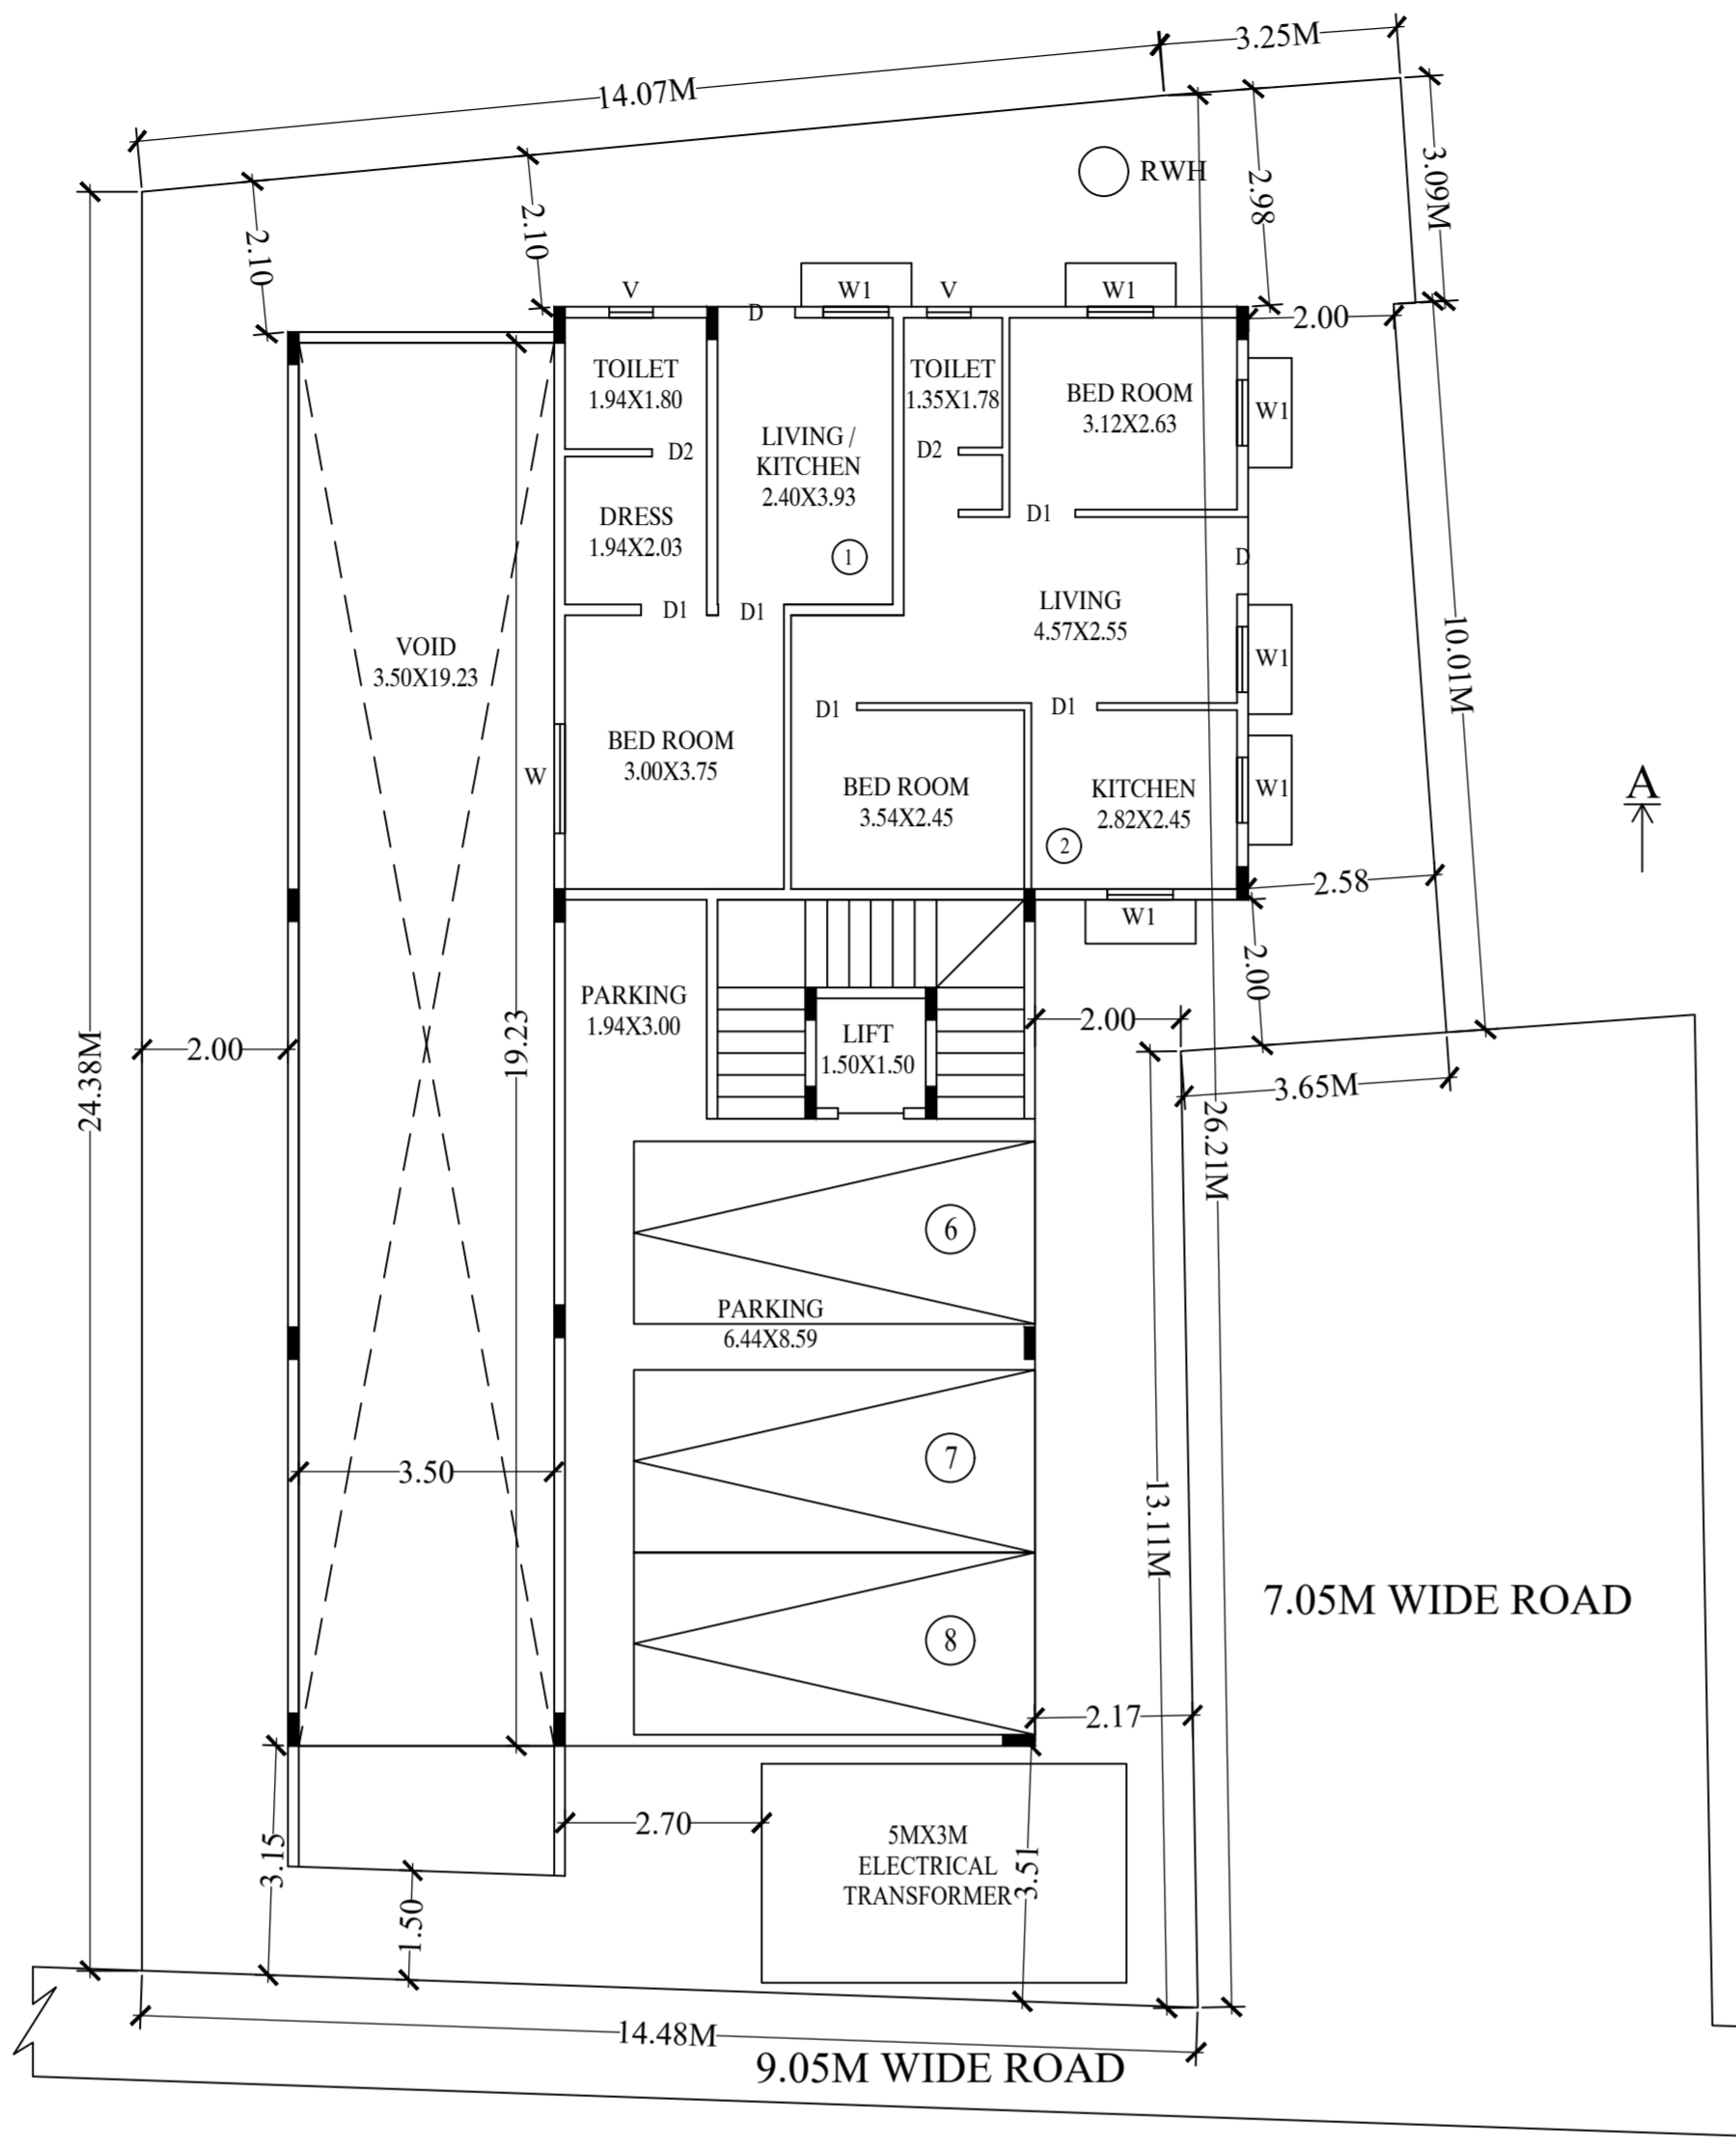 3.25M
14.07M
RWH
2.98
3.09M
2.10
2.10
V
D
W1
V
W1
2.00
TOILET
1.94X1.80
TOILET
1.35X1.78
BED ROOM
3.12X2.63
W1
LIVING /
KITCHEN
2.40X3.93
D2
D2
DRESS
1.94X2.03
D1
1
D
D1
D1
LIVING
4.57X2.55
VOID
3.50X19.23
W1
10.01M
D1
D1
BED ROOM
3.00X3.75
W
BED ROOM
3.54X2.45
KITCHEN
2.82X2.45
W1
A
2
2.58
W1
2.00
PARKING
1.94X3.00
LIFT
1.50X1.50
2.00
2.00
19.23
24.38M
3.65M
26.21M
6
PARKING
6.44X8.59
7
3.50
13.11M
7.05M WIDE ROAD
8
2.17
2.70
5MX3M
ELECTRICAL
TRANSFORMER
3.51
3.15
1.50
14.48M
9.05M WIDE ROAD